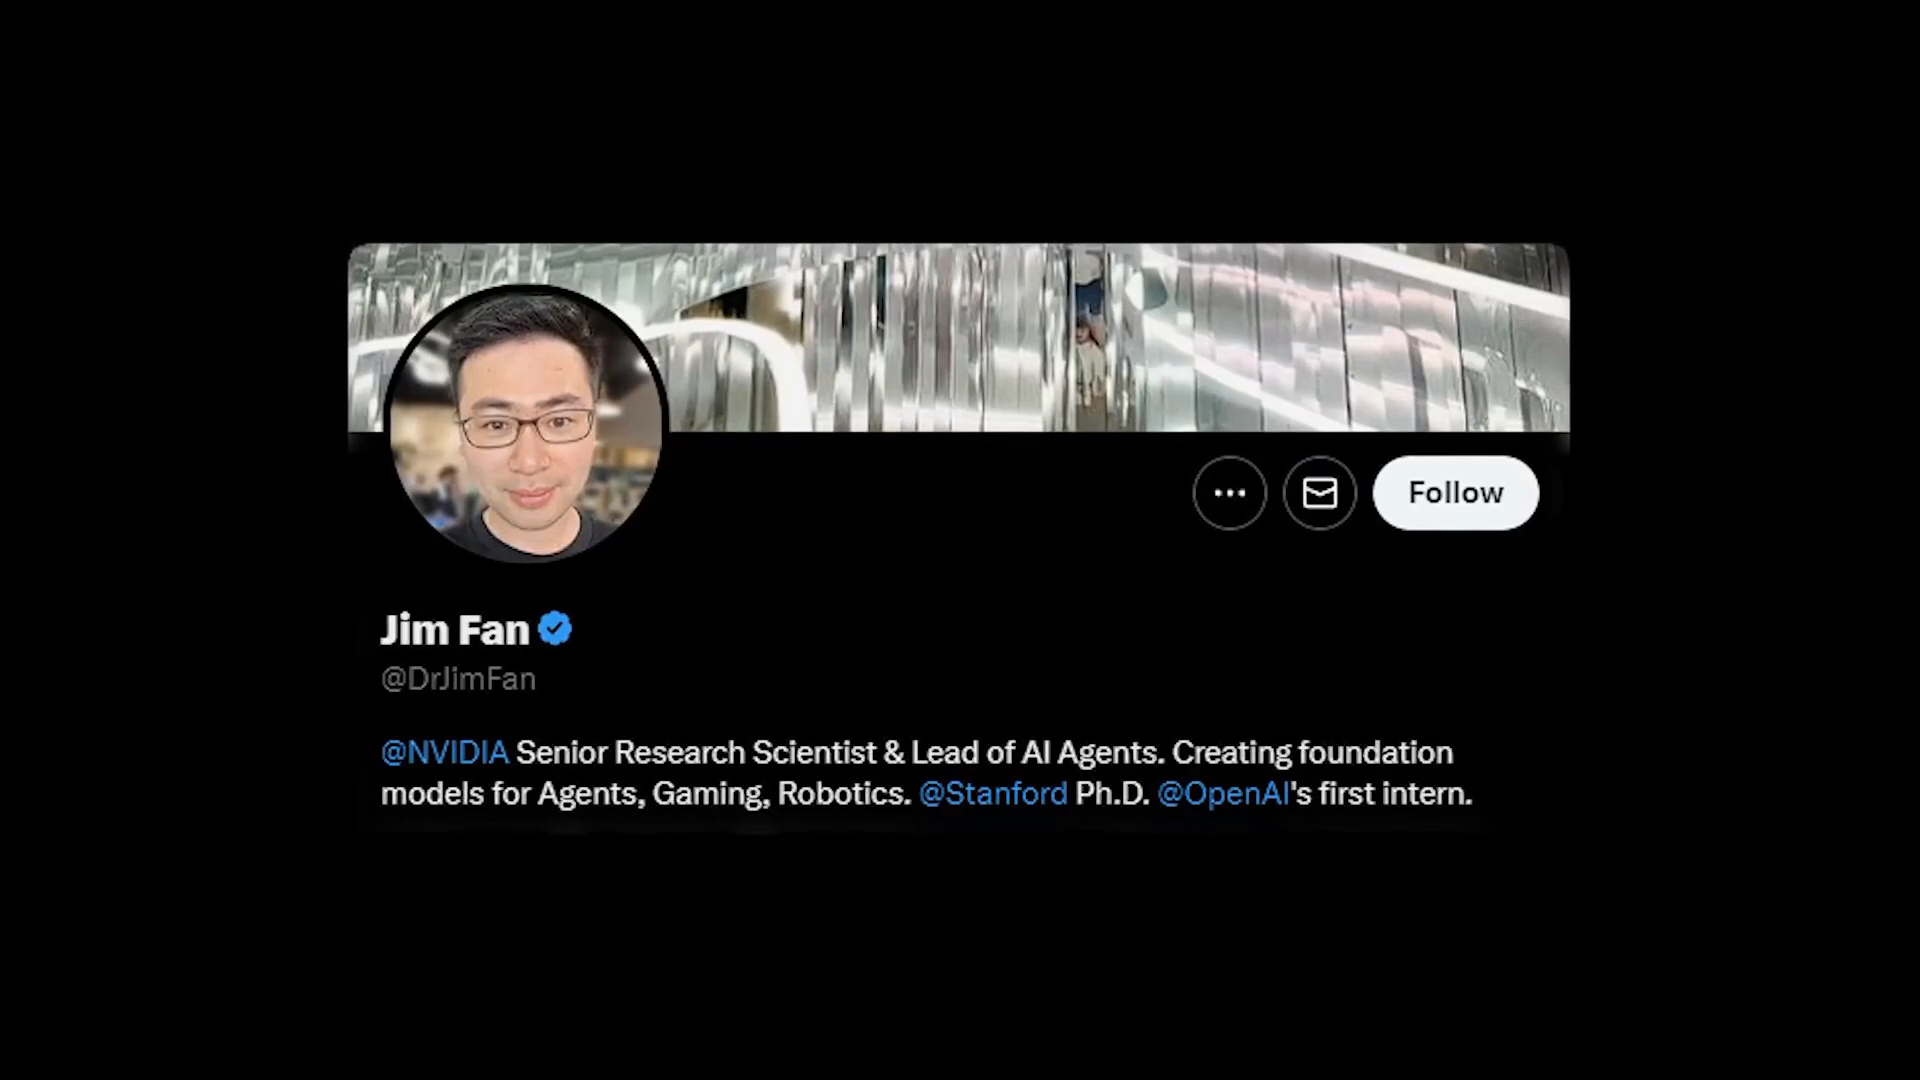 Follow
Jim Fan
@DrJimFan
@NVIDIA Senior Research Scientist & Lead of AI Agents. Creating foundation
models for Agents, Gaming, Robotics. @Stanford Ph.D. @OpenAI's first intern.